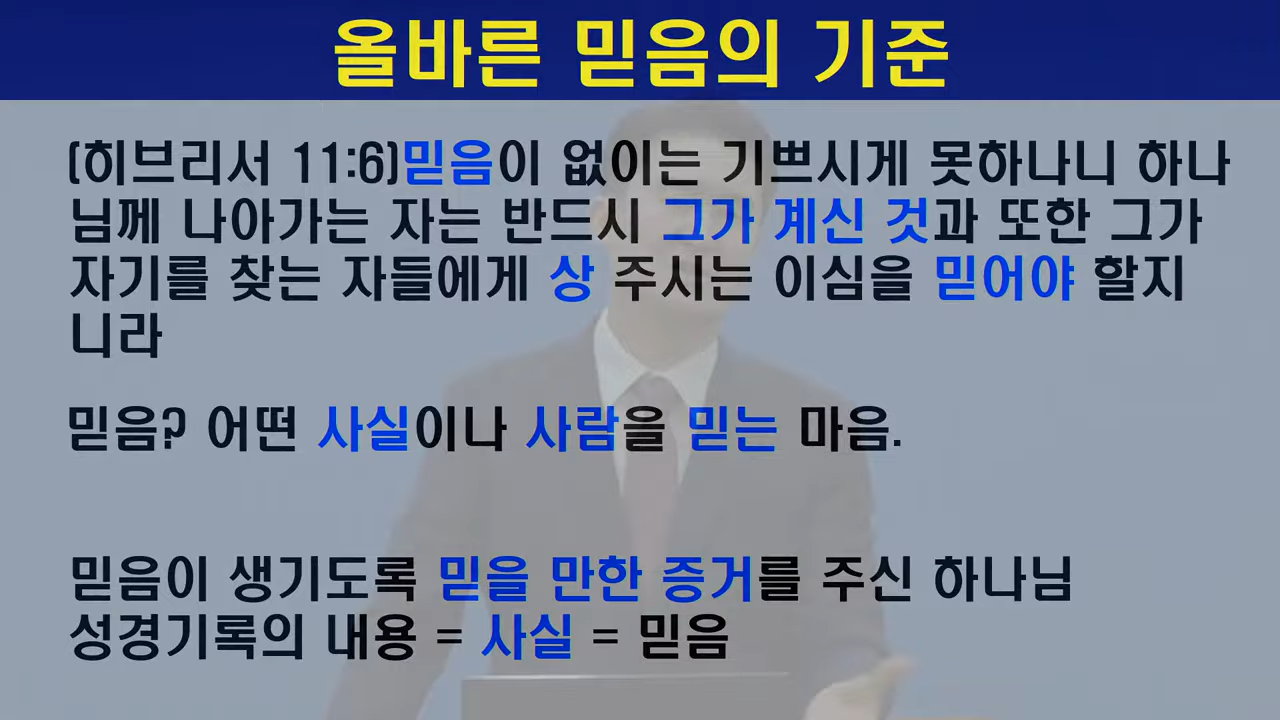 올바른 믿음의 기준
(히브리서 11:6)믿음이 없이는 기쁘시게 못하나니 하나
님께 나아가는 자는 반드시 그가 계신 것과 또한 그가
자기를 찾는 자들에게 상 주시는 이심을 믿어야 할지
니라
믿음? 어떤 사실이나 사람을 믿는 마음.
믿음이 생기도록 믿을 만한 증거를 주신 하나님
성경기록의 내용 = 사실 = 믿음